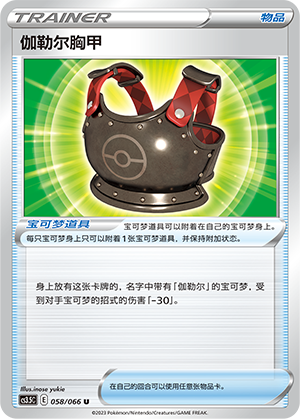 TRAINER 物品
伽勒尔胸甲
宝可梦道具 宝可梦道具可以附着在自己的宝可梦身上。
每只宝可梦身上只可以附着1张宝可梦道具，并保持附加状态。
身上放有这张卡牌的，名字中带有「伽勒尔」的宝可梦，受
到对手宝可梦的招式的伤害「-30」。
Illus.inose yukie
cs3.5C E 058/066 U
在自己的回合可以使用任意张物品卡。
©2023 Pokémon/Nintendo/Creatures/GAME FREAK.